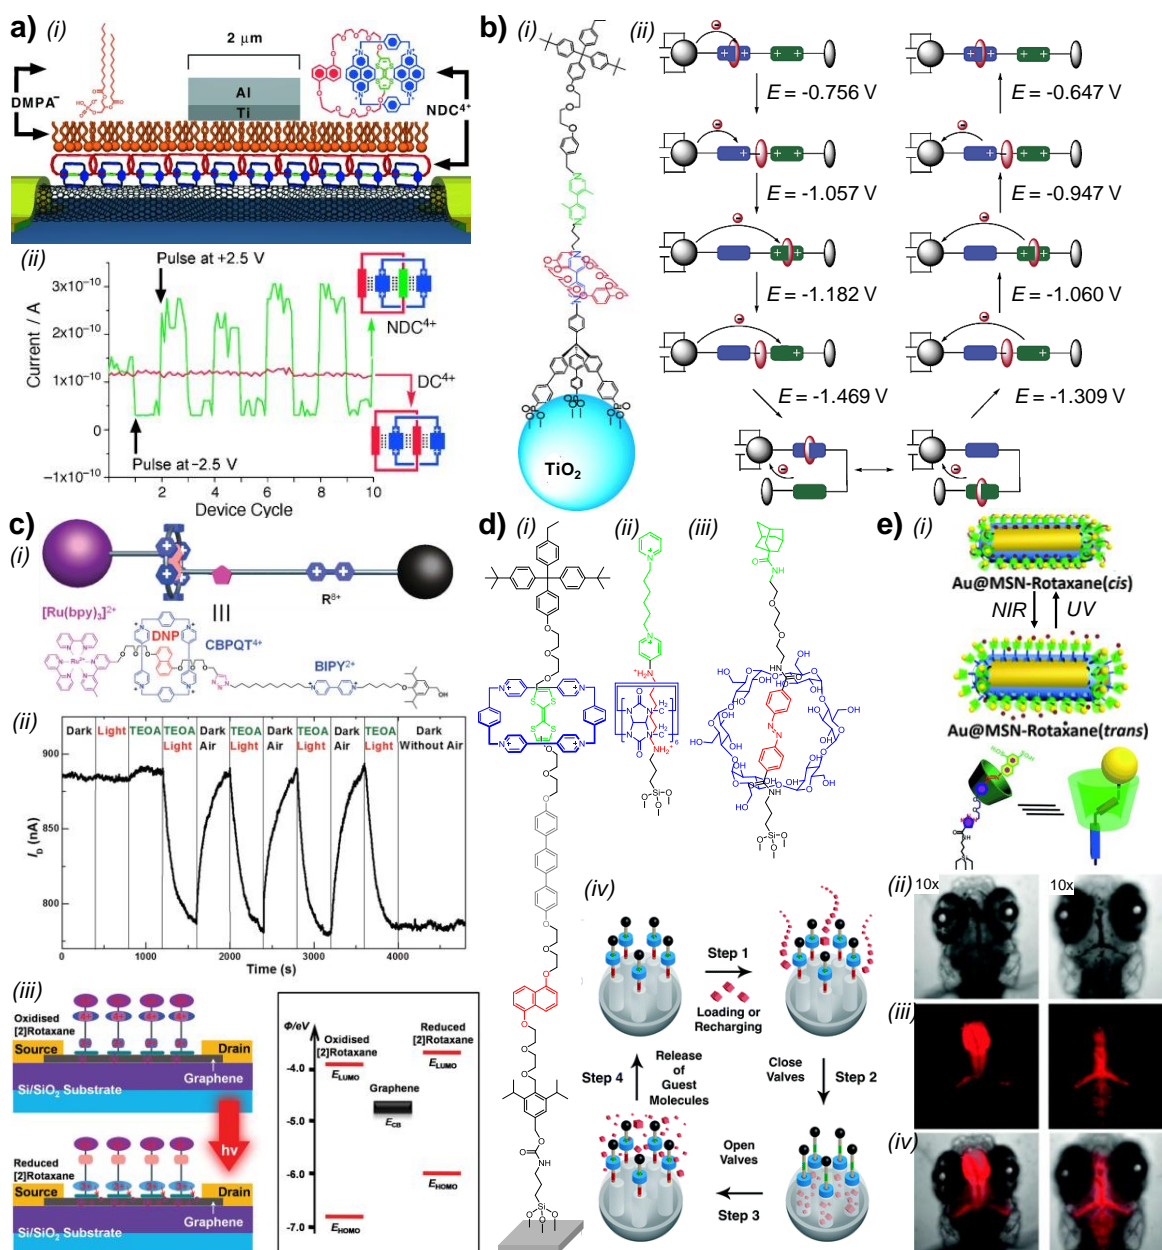 a)
(i)
2 μm
Al
Ti
DMPA⁻
NDC⁴⁺
(ii)
Pulse at +2.5 V
3x10⁻¹⁰
2x10⁻¹⁰
1x10⁻¹⁰
0
−1x10⁻¹⁰
Current / A
NDC⁴⁺
DC⁴⁺
Pulse at −2.5 V
2 4 6 8 10
Device Cycle
b)
(i)
TiO₂
(ii)
E = -0.756 V
E = -1.057 V
E = -1.182 V
E = -1.469 V
E = -0.647 V
E = -0.947 V
E = -1.060 V
E = -1.309 V
c)
(i)
R⁸⁺
[Ru(bpy)₃]²⁺
DNP
CBPQT⁴⁺
BIPY²⁺
(ii)
Dark
Light
TEOA
TEOA
Light
Dark
Air
TEOA
Light
Dark
Air
TEOA
Light
Dark
Air
TEOA
Light
Dark
Without Air
900
850
790
I_D (nA)
0 1000 2000 3000 4000
Time (s)
(iii)
Oxidised
[2]Rotaxane
Source
Drain
Graphene
Si/SiO₂ Substrate
hv
Reduced
[2]Rotaxane
Source
Drain
Graphene
Si/SiO₂ Substrate
Φ/eV
-4.0
-5.0
-6.0
-7.0
Oxidised
[2]Rotaxane
E_LUMO
Graphene
E_CB
E_HOMO
Reduced
[2]Rotaxane
E_LUMO
E_HOMO
d)
(i)
(ii)
(iii)
(iv)
Step 1
Loading or
Recharging
Close
Valves
Step 2
Open
Valves
Step 3
Step 4
Release
of
Guest
Molecules
e)
(i)
Au@MSN-Rotaxane(cis)
NIR
UV
Au@MSN-Rotaxane(trans)
(ii)
10x
10x
(iii)
(iv)